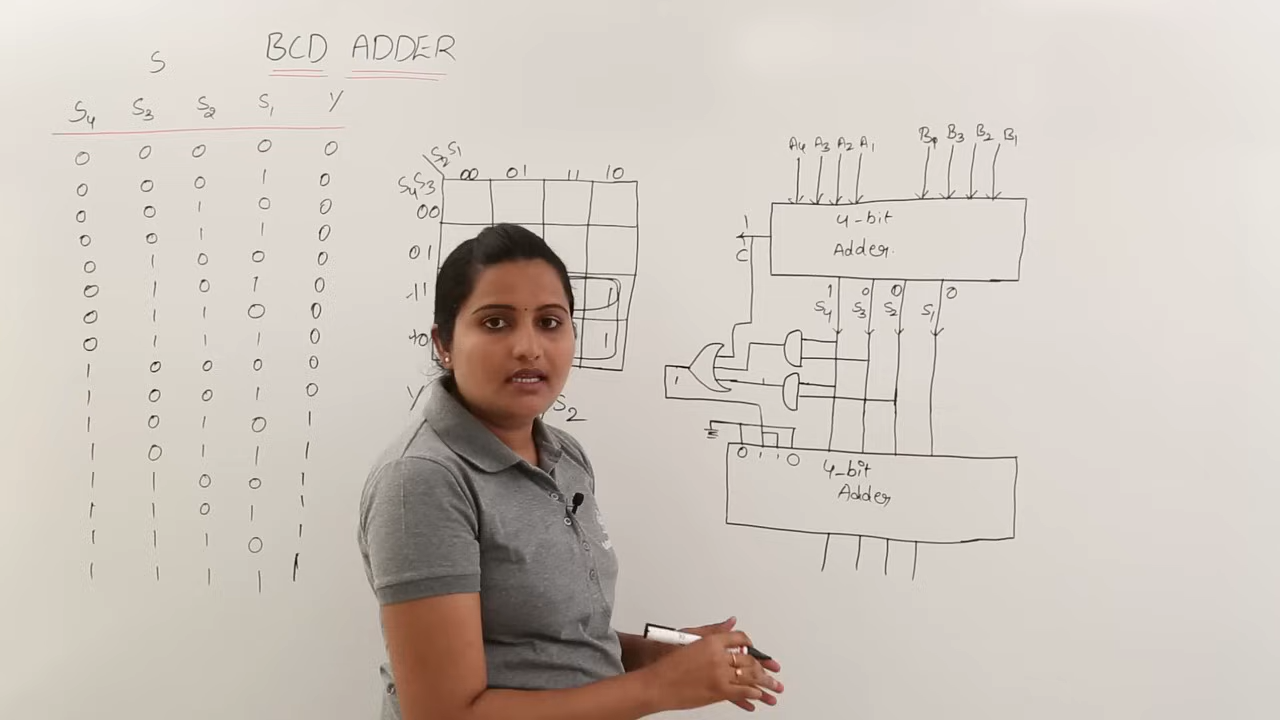 BCD ADDER
S
S4 S3 S2 S1 Y
0 0 0 0 0
0 0 0 1 0
0 0 1 0 0
0 0 1 1 0
0 1 0 0 0
0 1 0 1 0
0 1 1 0 0
0 1 1 1 0
1 0 0 0 0
1 0 0 1 0
1 0 1 0 1
1 0 1 1 1
1 1 0 0 1
1 1 0 1 1
1 1 1 0 1
1 1 1 1 1
S2S1
S4S3
00 01 11 10
00
01
11 1
10 1
Y S2
A4 A3 A2 A1 B4 B3 B2 B1
4-bit
Adder
1
C
1 0 0 0
S4 S3 S2 S1
1
1
0 1 1 0
4-bit
Adder